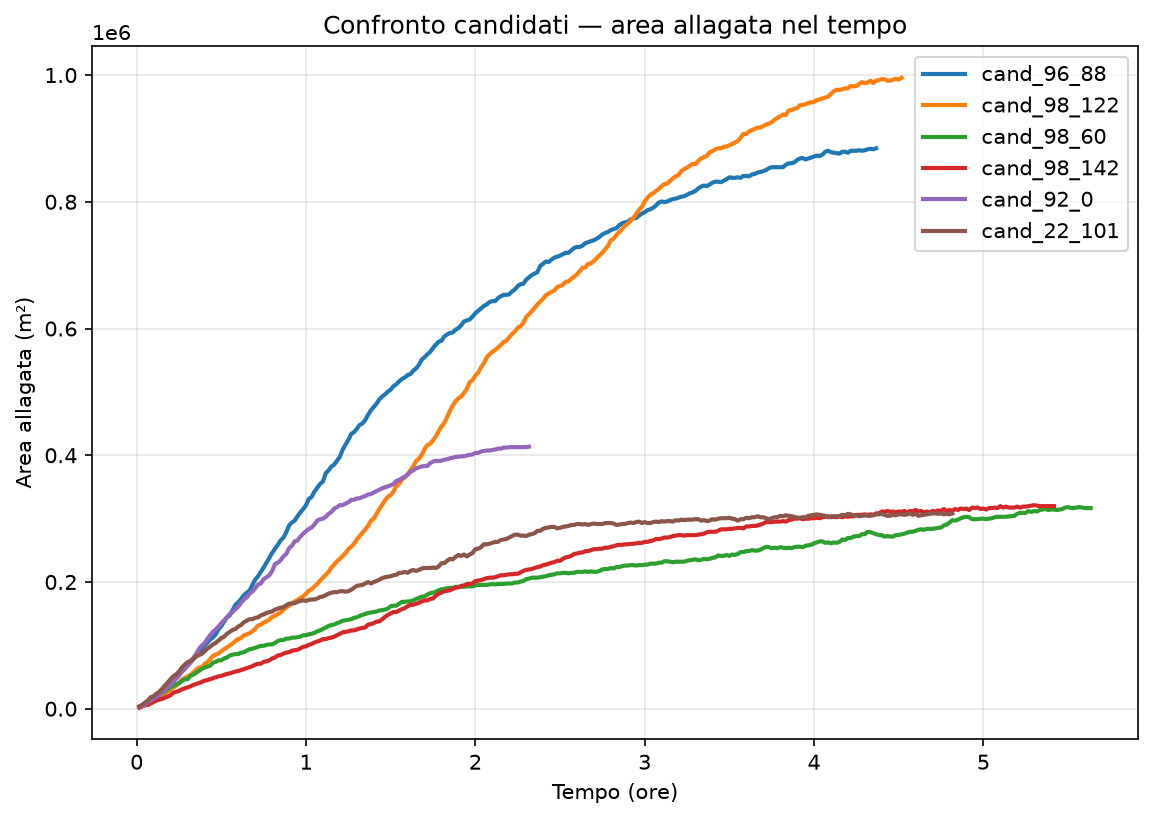 Confronto candidati — area allagata nel tempo
1e6
1.0
0.8
0.6
0.4
0.2
0.0
Area allagata (m²)
0 1 2 3 4 5
Tempo (ore)
cand_96_88
cand_98_122
cand_98_60
cand_98_142
cand_92_0
cand_22_101